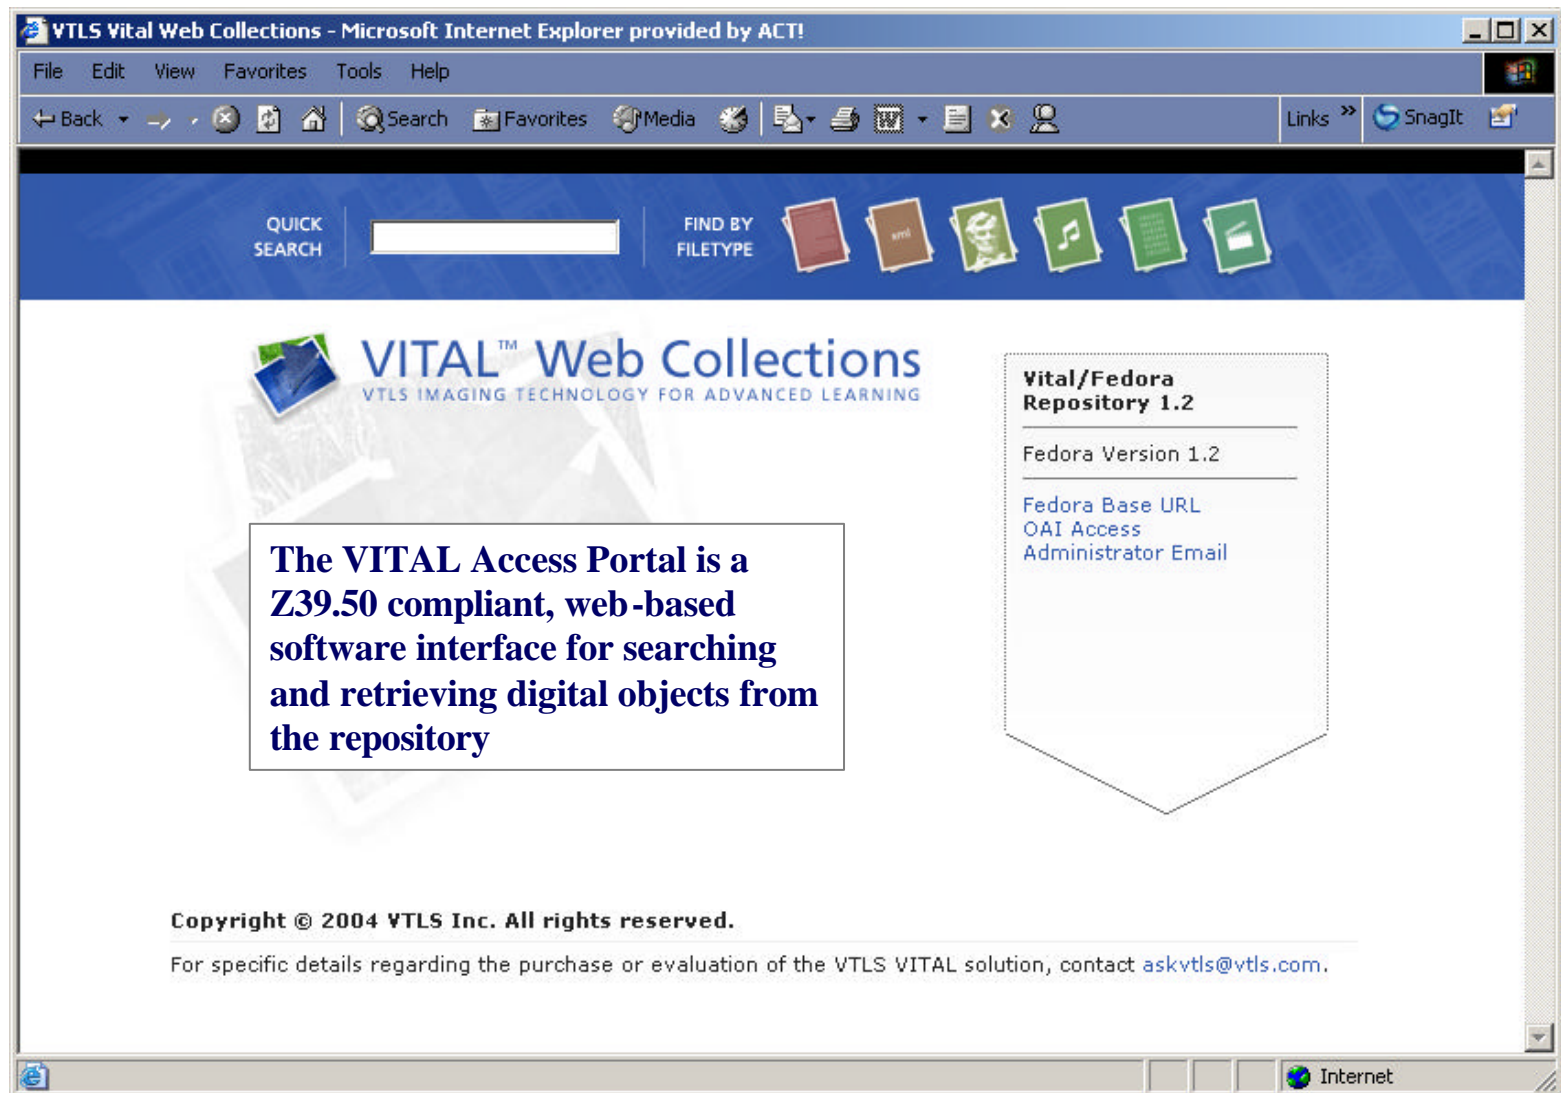 VTLS Vital Web Collections - Microsoft Internet Explorer provided by ACT!
File Edit View Favorites Tools Help
Back Search Favorites Media Links » SnagIt
QUICK
SEARCH
FIND BY
FILETYPE
xml
VITAL™ Web Collections
VTLS IMAGING TECHNOLOGY FOR ADVANCED LEARNING
Vital/Fedora
Repository 1.2
Fedora Version 1.2
Fedora Base URL
OAI Access
Administrator Email
The VITAL Access Portal is a
Z39.50 compliant, web-based
software interface for searching
and retrieving digital objects from
the repository
Copyright © 2004 VTLS Inc. All rights reserved.
For specific details regarding the purchase or evaluation of the VTLS VITAL solution, contact askvtls@vtls.com.
Internet